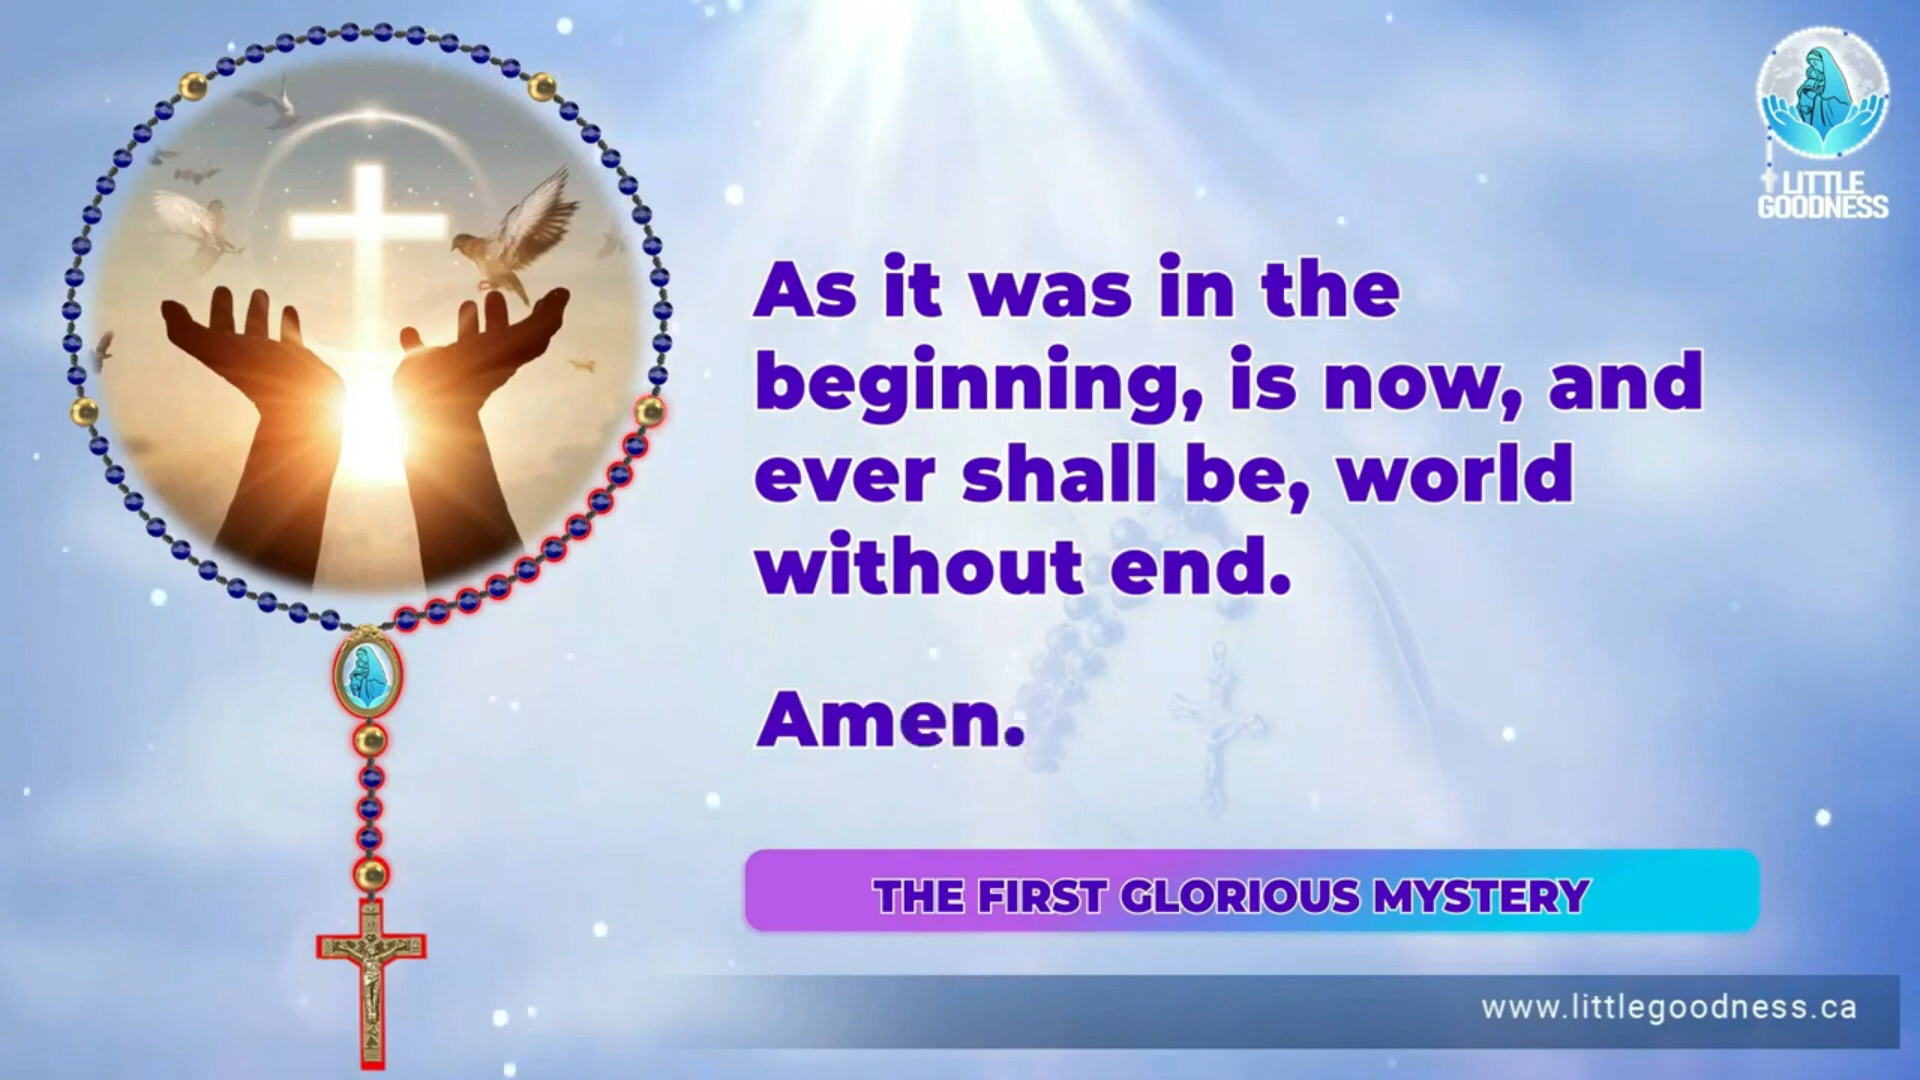 LITTLE
GOODNESS
As it was in the
beginning, is now, and
ever shall be, world
without end.
Amen.
THE FIRST GLORIOUS MYSTERY
www.littlegoodness.ca